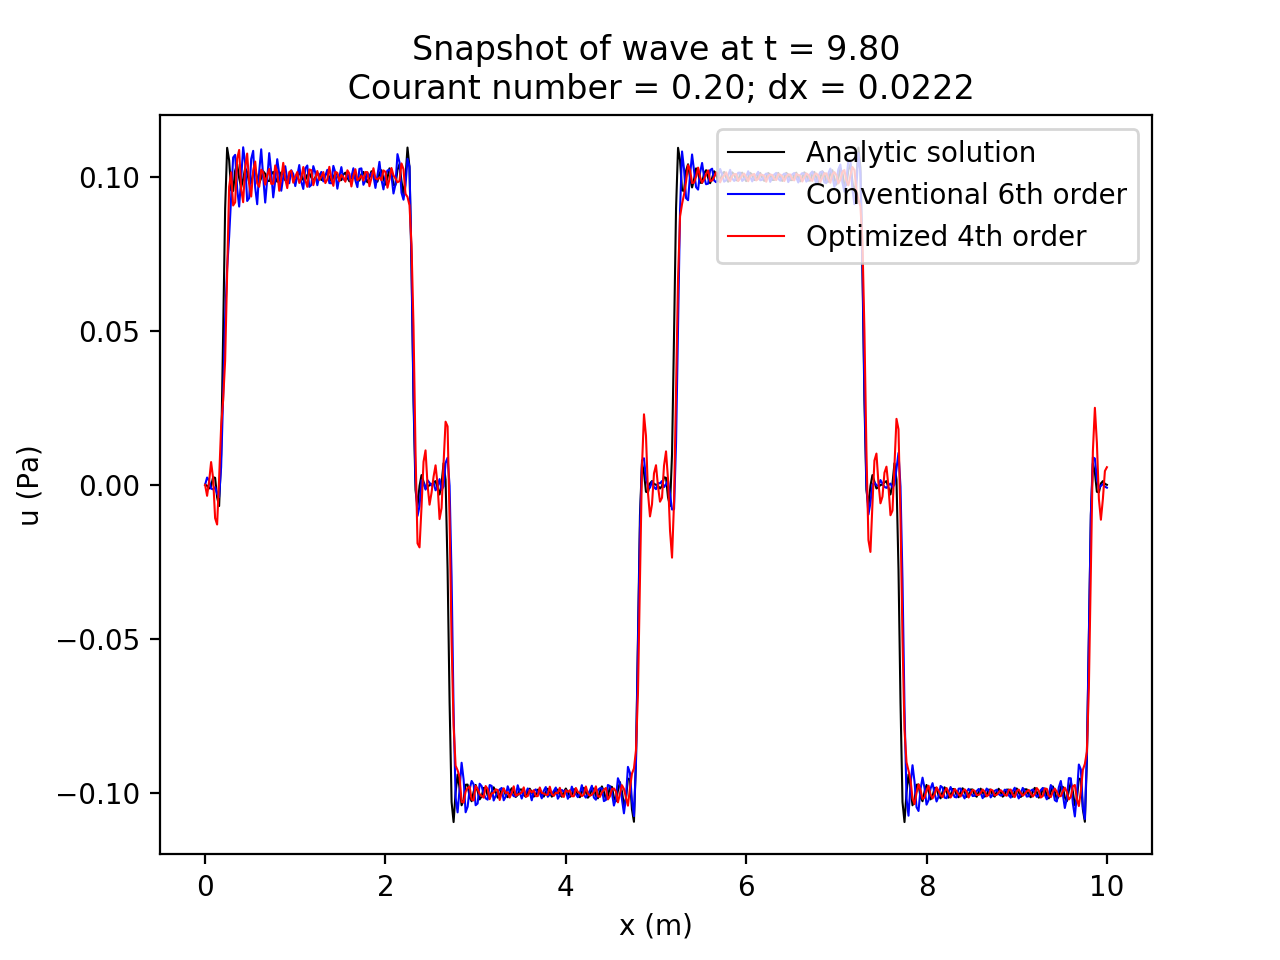 Snapshot of wave at t = 9.80
Courant number = 0.20; dx = 0.0222
Analytic solution
Conventional 6th order
Optimized 4th order
0.10
0.05
0.00
−0.05
−0.10
u (Pa)
0 2 4 6 8 10
x (m)